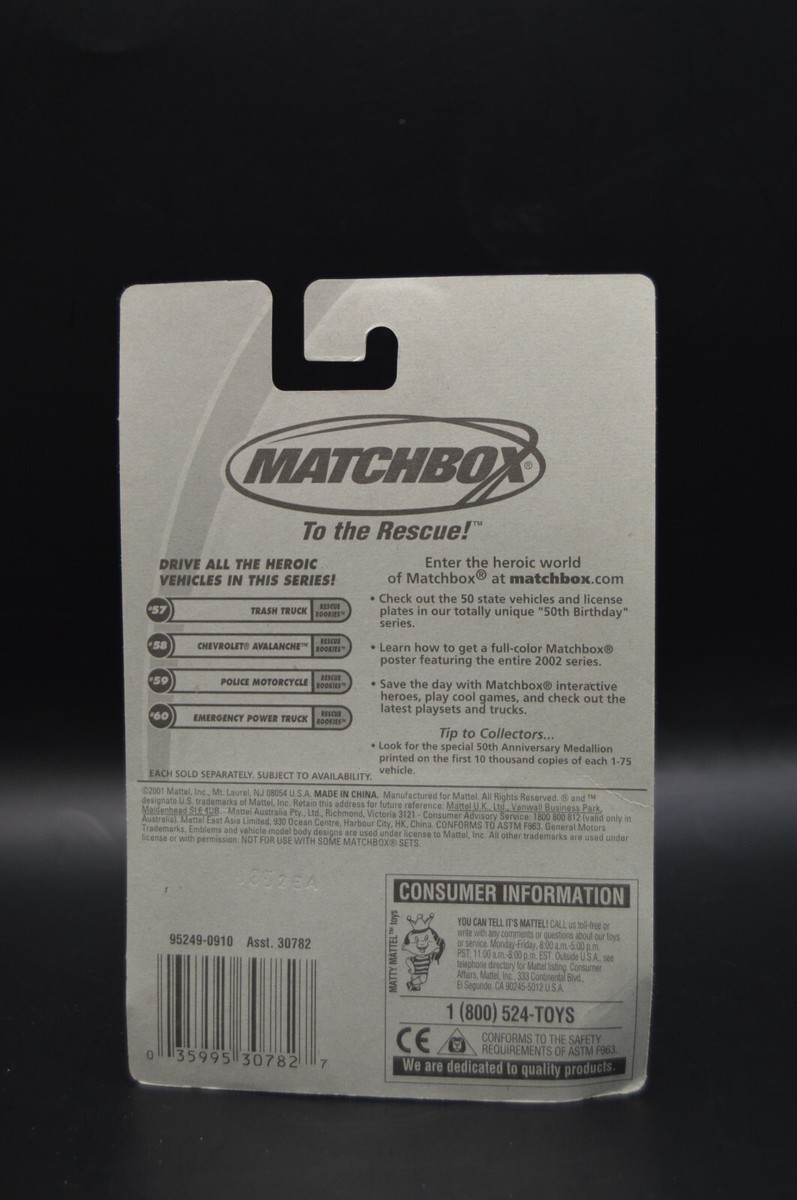 MATCHBOX®
To the Rescue!™
DRIVE ALL THE HEROIC
VEHICLES IN THIS SERIES!
#57 TRASH TRUCK RESCUE ROOKIES™
#58 CHEVROLET® AVALANCHE™ RESCUE ROOKIES™
#59 POLICE MOTORCYCLE RESCUE ROOKIES™
#60 EMERGENCY POWER TRUCK RESCUE ROOKIES™
EACH SOLD SEPARATELY. SUBJECT TO AVAILABILITY.
Enter the heroic world
of Matchbox® at matchbox.com
• Check out the 50 state vehicles and license
plates in our totally unique "50th Birthday"
series.
• Learn how to get a full-color Matchbox®
poster featuring the entire 2002 series.
• Save the day with Matchbox® interactive
heroes, play cool games, and check out the
latest playsets and trucks.
Tip to Collectors...
• Look for the special 50th Anniversary Medallion
printed on the first 10 thousand copies of each 1-75
vehicle.
©2001 Mattel, Inc., Mt. Laurel, NJ 08054 U.S.A. MADE IN CHINA. Manufactured for Mattel. All Rights Reserved. ® and ™
designate U.S. trademarks of Mattel, Inc. Retain this address for future reference: Mattel U.K., Ltd., Vanwall Business Park,
Maidenhead SL6 4UB. . Mattel Australia Pty., Ltd., Richmond, Victoria 3121 - Consumer Advisory Service: 1800 800 812 (valid only in
Australia). Mattel East Asia Limited, 930 Ocean Centre, Harbour City, HK, China. CONFORMS TO ASTM F963. General Motors
Trademarks, Emblems and vehicle model body designs are used under license to Mattel, Inc. All other trademarks are used under
license or with permission. NOT FOR USE WITH SOME MATCHBOX® SETS.
95249-0910 Asst. 30782
0 35995 30782 7
CONSUMER INFORMATION
MATTY MATTEL™ toys
YOU CAN TELL IT'S MATTEL! CALL us toll-free or
write with any comments or questions about our toys
or service. Monday-Friday, 8:00 a.m.-5:00 p.m.
PST, 11:00 a.m.-8:00 p.m. EST. Outside U.S.A., see
telephone directory for Mattel listing. Consumer
Affairs, Mattel, Inc., 333 Continental Blvd.,
El Segundo, CA 90245-5012 U.S.A.
1 (800) 524-TOYS
CE
CONFORMS TO THE SAFETY
REQUIREMENTS OF ASTM F963.
We are dedicated to quality products.